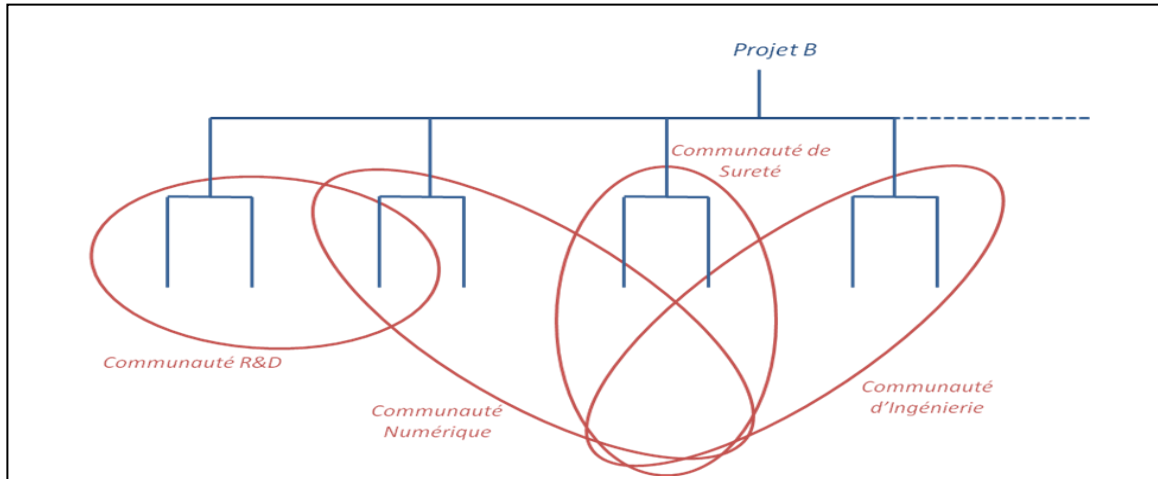 Projet B
Communauté de
Sureté
Communauté R&D
Communauté
Numérique
Communauté
d'Ingénierie